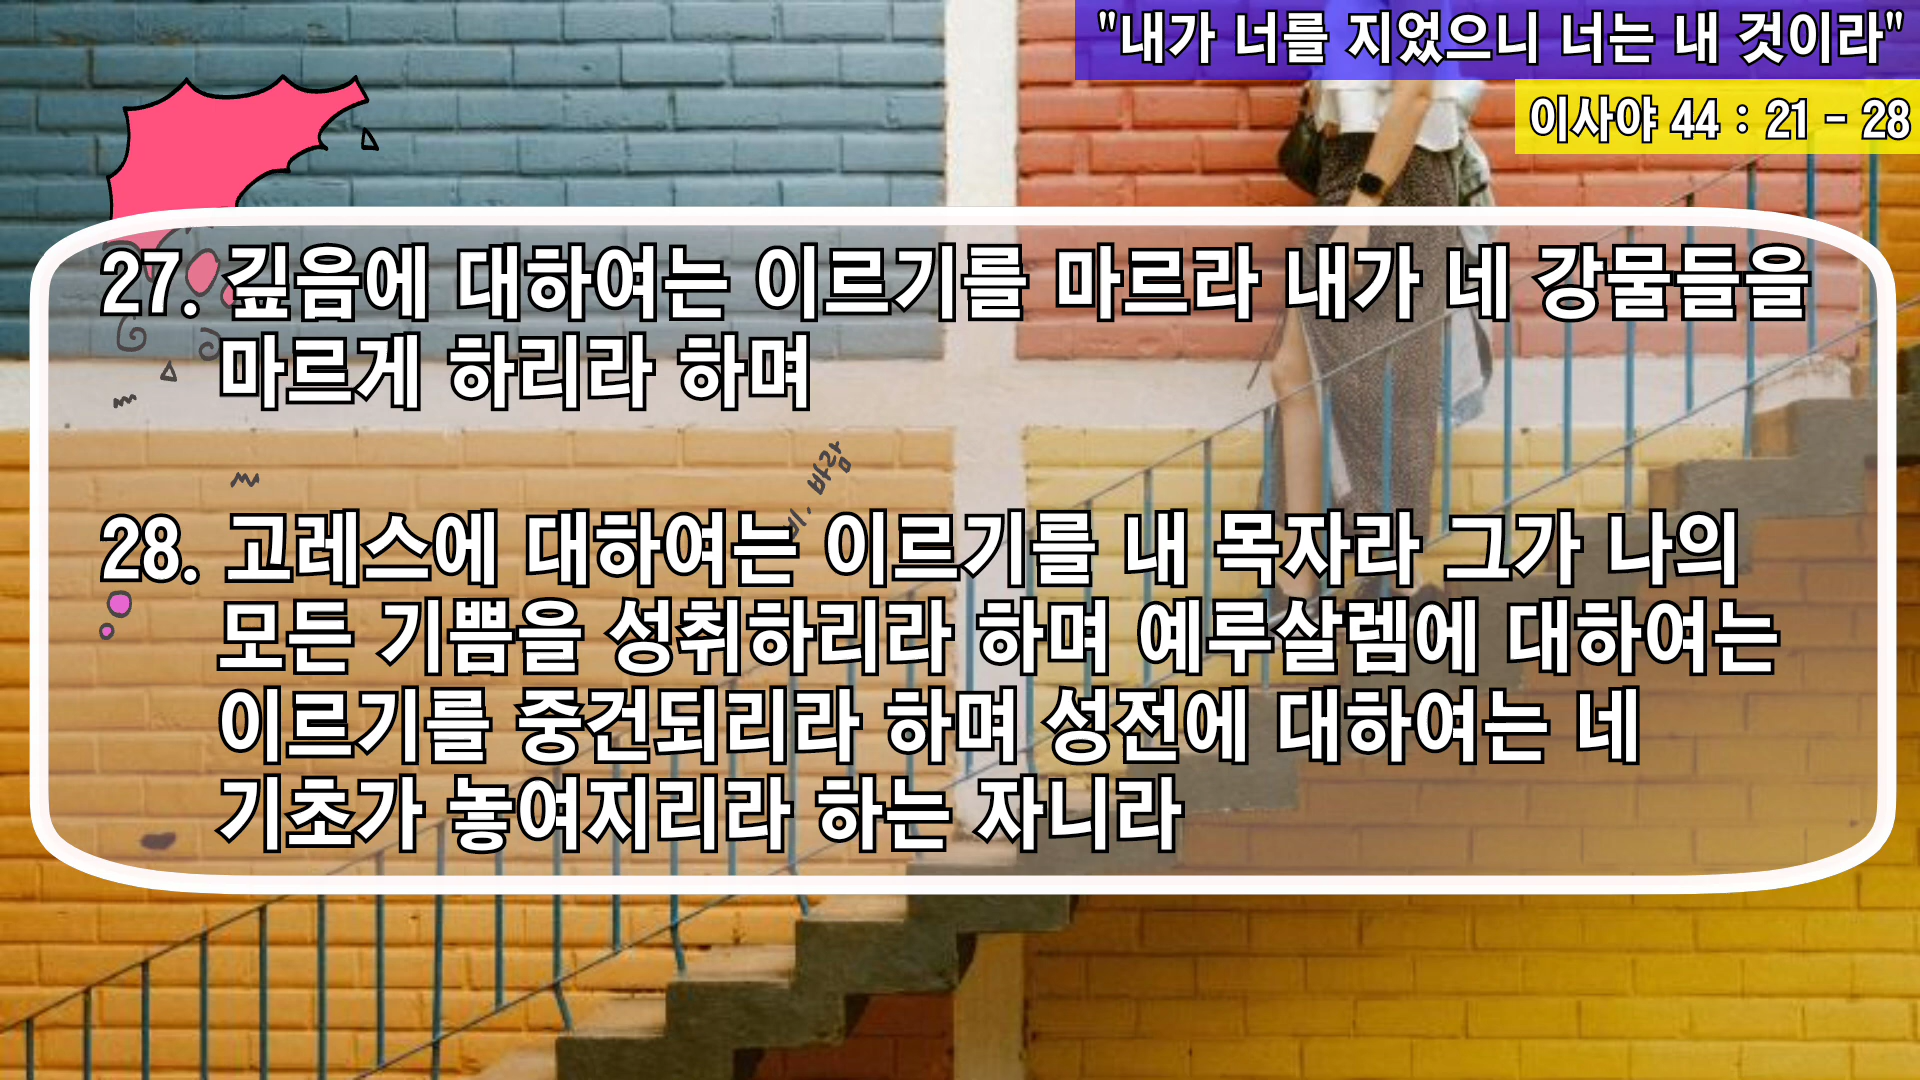 "내가 너를 지었으니 너는 내 것이라"
이사야 44 : 21 - 28
27. 깊음에 대하여는 이르기를 마르라 내가 네 강물들을
마르게 하리라 하며
바람
28. 고레스에 대하여는 이르기를 내 목자라 그가 나의
모든 기쁨을 성취하리라 하며 예루살렘에 대하여는
이르기를 중건되리라 하며 성전에 대하여는 네
기초가 놓여지리라 하는 자니라